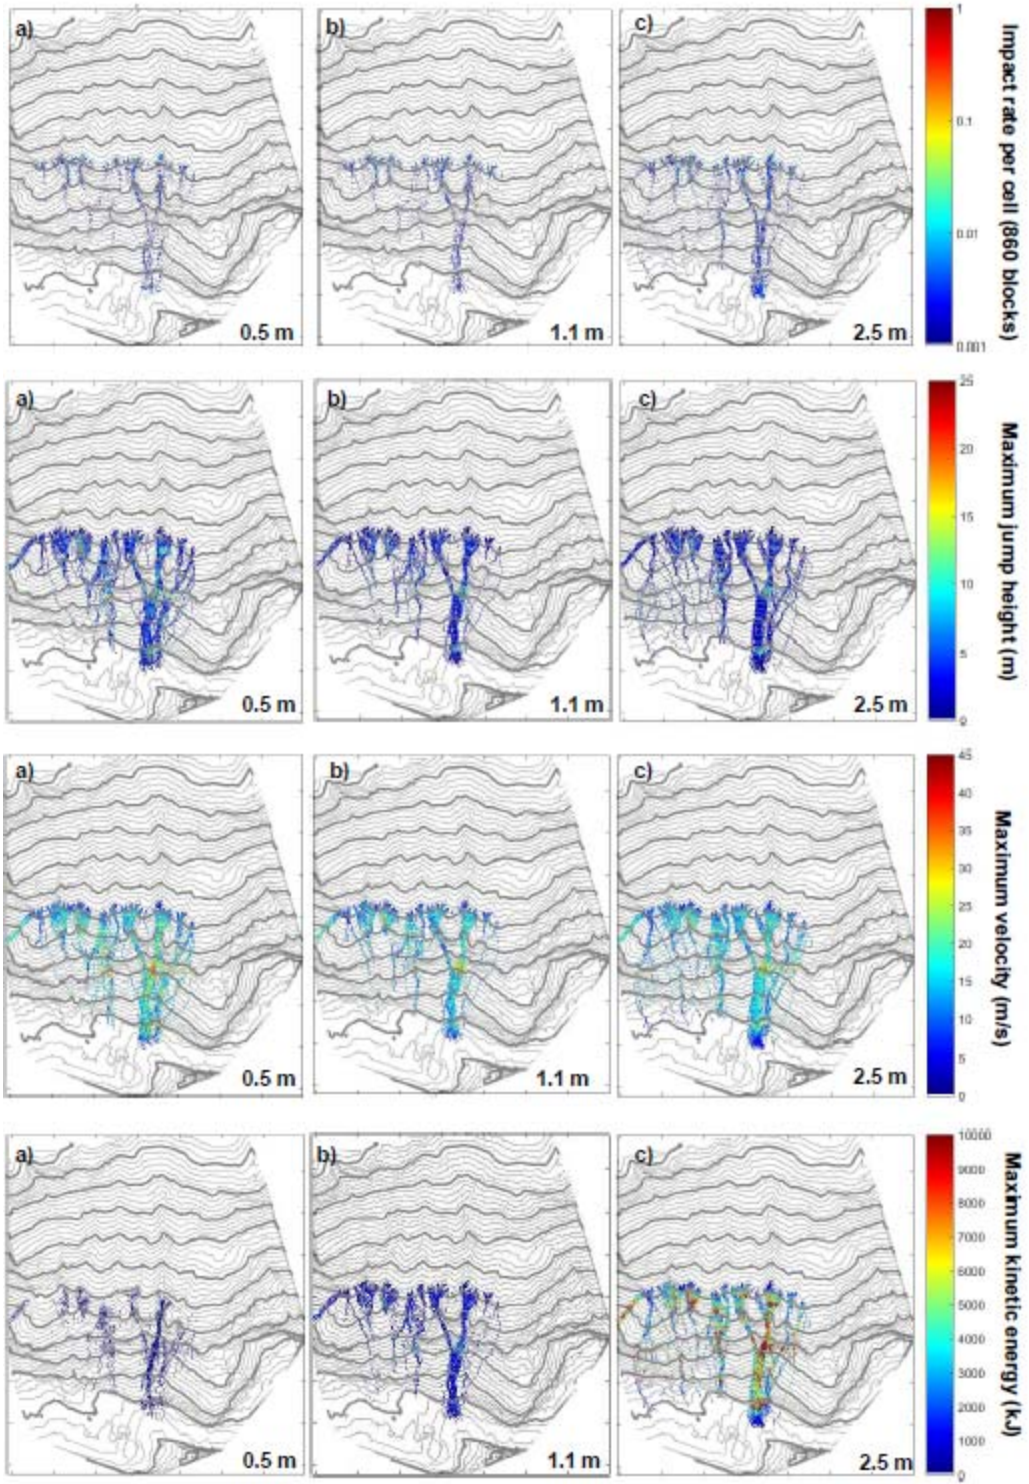 a)
b)
c)
1
0.1
0.01
0.001
Impact rate per cell (860 blocks)
0.5 m
1.1 m
2.5 m
a)
b)
c)
25
20
15
10
5
0
Maximum jump height (m)
0.5 m
1.1 m
2.5 m
a)
b)
c)
45
40
35
30
25
20
15
10
5
0
Maximum velocity (m/s)
0.5 m
1.1 m
2.5 m
a)
b)
c)
10000
9000
8000
7000
6000
5000
4000
3000
2000
1000
0
Maximum kinetic energy (kJ)
0.5 m
1.1 m
2.5 m